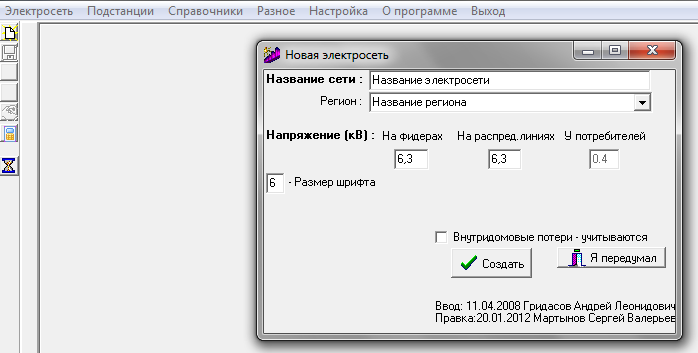 Электросеть Подстанции Справочники Разное Настройка О программе Выход
Новая электросеть
Название сети : Название электросети
Регион : Название региона
Напряжение (кВ) : На фидерах На распред.линиях У потребителей
6,3 6,3 0.4
6 - Размер шрифта
Внутридомовые потери - учитываются
Создать Я передумал
Ввод: 11.04.2008 Гридасов Андрей Леонидович
Правка:20.01.2012 Мартынов Сергей Валерьев